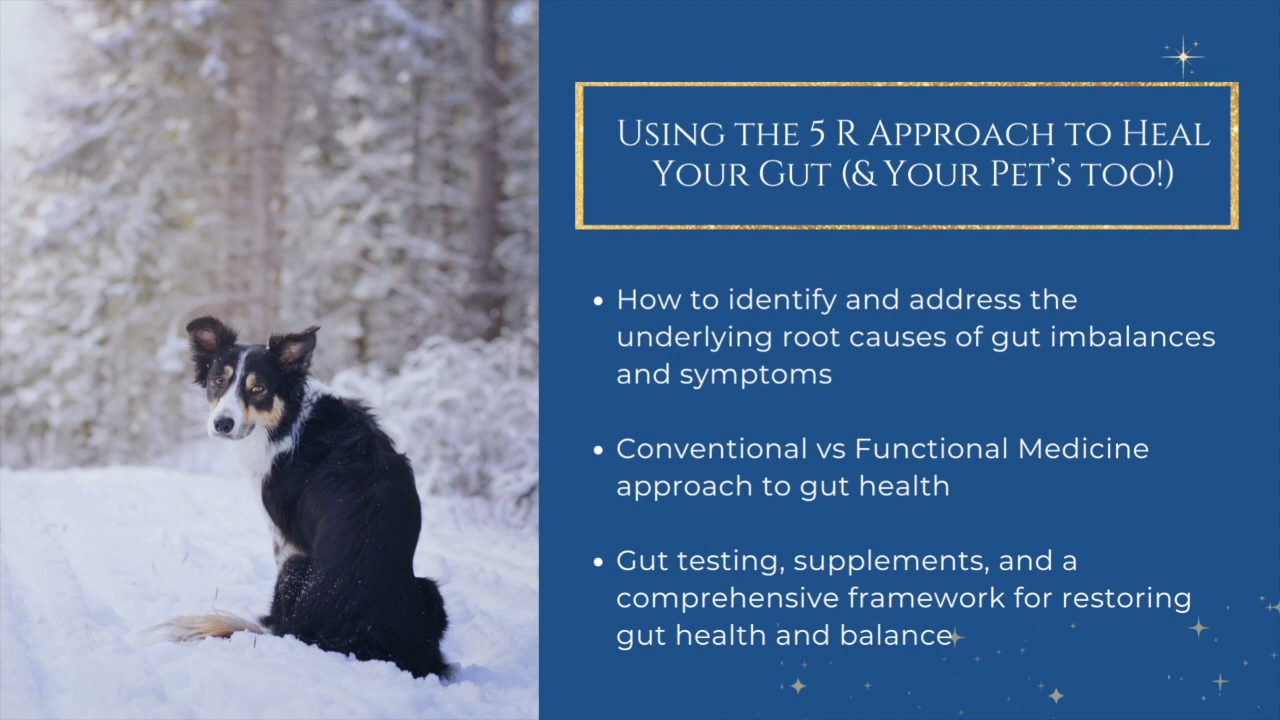 Using the 5 R Approach to Heal
Your Gut (& Your Pet's too!)
• How to identify and address the
underlying root causes of gut imbalances
and symptoms
• Conventional vs Functional Medicine
approach to gut health
• Gut testing, supplements, and a
comprehensive framework for restoring
gut health and balance